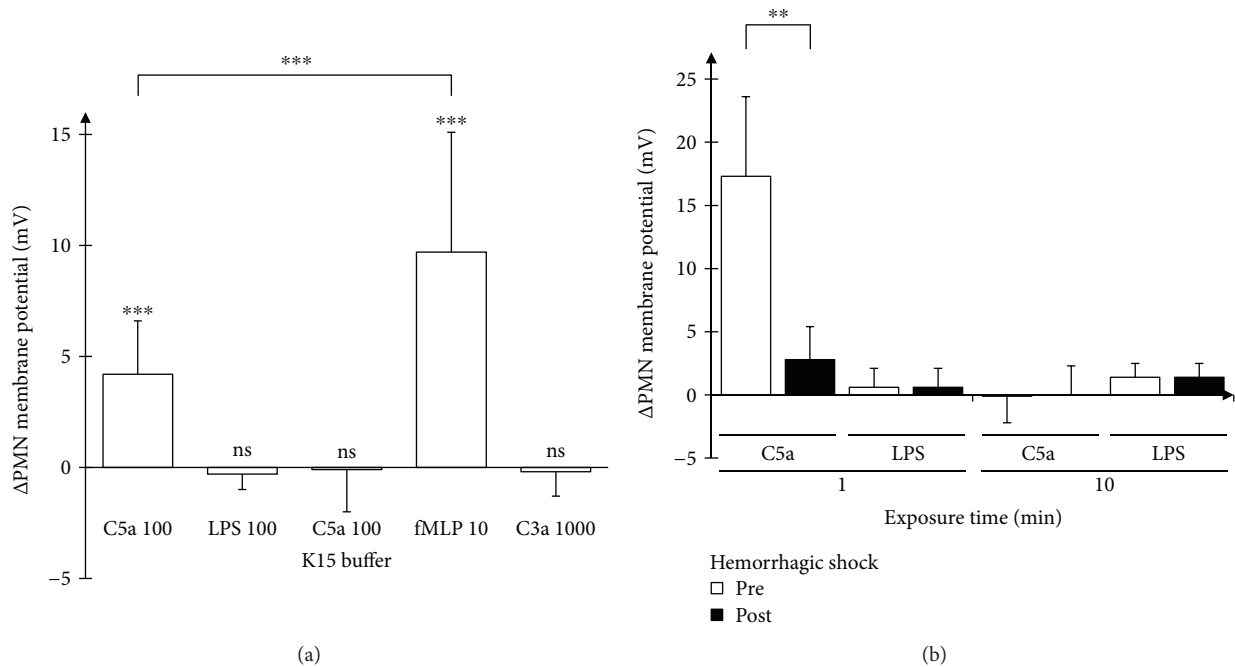 ***
***
***
ns
ns
ns
15
10
5
0
−5
ΔPMN membrane potential (mV)
C5a 100
LPS 100
C5a 100
fMLP 10
C3a 1000
K15 buffer
(a)
**
25
20
15
10
5
0
−5
ΔPMN membrane potential (mV)
C5a
LPS
C5a
LPS
1
10
Exposure time (min)
Hemorrhagic shock
Pre
Post
(b)